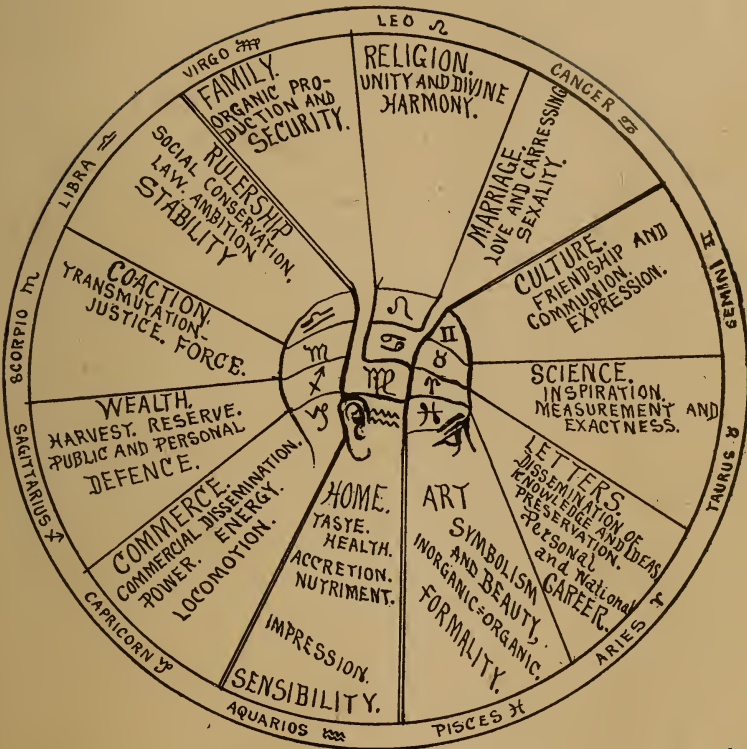 LEO ♌
CANCER ♋
GEMINI ♊
TAURUS ♉
ARIES ♈
PISCES ♓
AQUARIOS ♒
CAPRICORN ♑
SAGITTARIUS ♐
SCORPIO ♏
LIBRA ♎
VIRGO ♍
RELIGION.
UNITY AND DIVINE
HARMONY.
MARRIAGE.
LOVE AND CARRESSING
SEXALITY.
CULTURE.
FRIENDSHIP AND
COMMUNION.
EXPRESSION.
SCIENCE.
INSPIRATION.
MEASUREMENT AND
EXACTNESS.
LETTERS.
DISSEMINATION OF
KNOWLEDGE AND IDEAS
PRESERVATION.
Personal
and National
CAREER.
ART
SYMBOLISM
AND BEAUTY,
INORGANIC=ORGANIC.
FORMALITY.
HOME.
TASTE.
HEALTH.
ACCRETION.
NUTRIMENT.
IMPRESSION.
SENSIBILITY.
COMMERCE.
COMMERCIAL DISSEMINATION.
POWER. ENERGY.
LOCOMOTION.
WEALTH.
HARVEST. RESERVE.
PUBLIC AND PERSONAL
DEFENCE.
COACTION.
TRANSMUTATION-
JUSTICE. FORCE.
RULERSHIP
SOCIAL CONSERVATION.
LAW. AMBITION
STABILITY
FAMILY.
ORGANIC PRO-
DUCTION AND
SECURITY.
♎ ♌
♋ ♊
♏ ♉
♐ ♍ ♈
♑ ♒ ♓